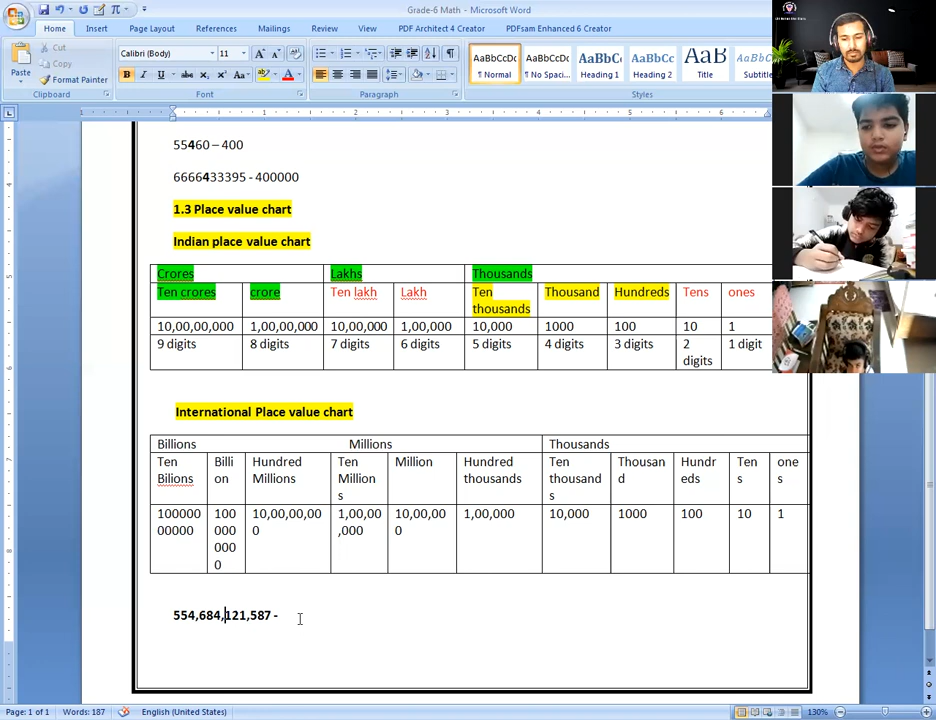 Grade-6 Math - Microsoft Word
Home Insert Page Layout References Mailings Review View PDF Architect 4 Creator PDFsam Enhanced 6 Creator
Paste
Cut
Copy
Format Painter
Clipboard
Calibri (Body) 11
Font
Paragraph
AaBbCcDc AaBbCcDc AaBbC AaBbCc AaB AaBbCc
¶ Normal ¶ No Spaci... Heading 1 Heading 2 Title Subtitl
Styles
55460 – 400
6666433395 - 400000
1.3 Place value chart
Indian place value chart
Crores Lakhs Thousands
Ten crores crore Ten lakh Lakh Ten thousands Thousand Hundreds Tens ones
10,00,00,000 1,00,00,000 10,00,000 1,00,000 10,000 1000 100 10 1
9 digits 8 digits 7 digits 6 digits 5 digits 4 digits 3 digits 2 digits 1 digit
International Place value chart
Billions Millions Thousands
Ten Bilions Billion Hundred Millions Ten Millions Million Hundred thousands Ten thousands Thousand Hundreds Tens ones
10000000000 1000000000 10,00,00,000 1,00,00,000 10,00,000 1,00,000 10,000 1000 100 10 1
554,684,121,587 -
Page: 1 of 1 Words: 187 English (United States) 130%